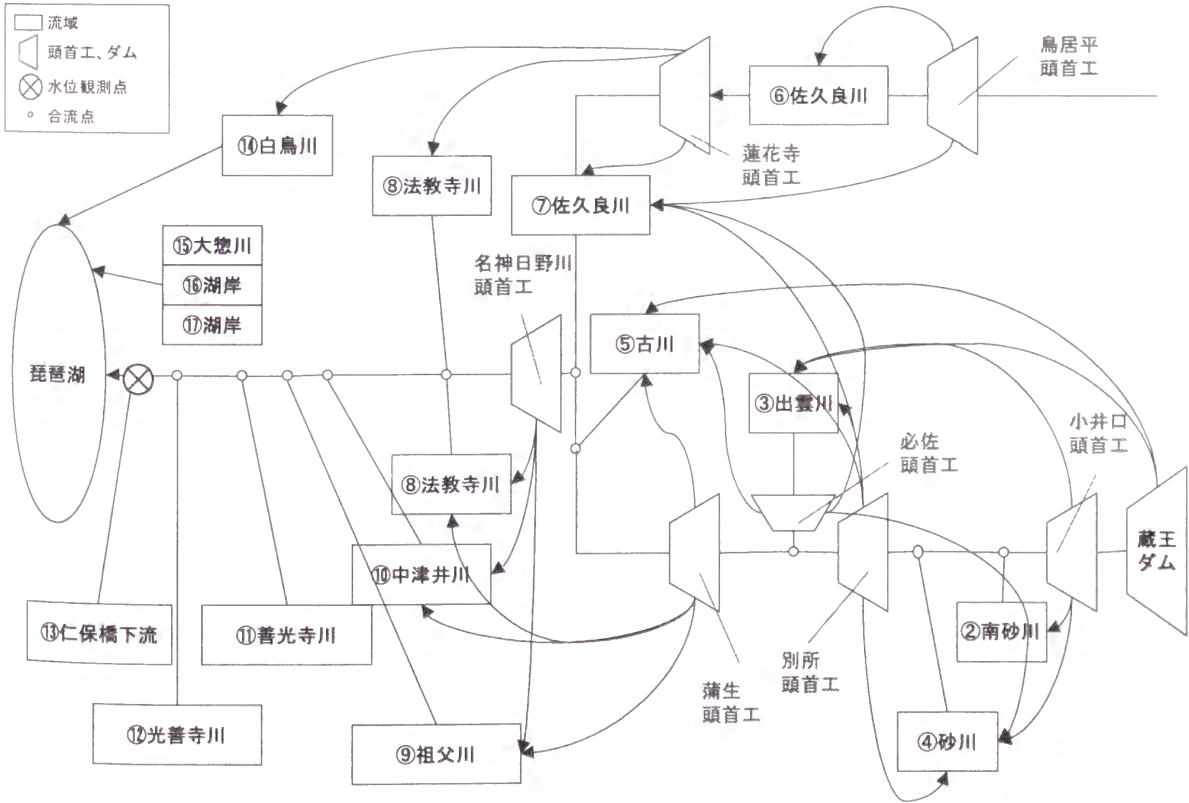 流域
頭首工、ダム
水位観測点
合流点
鳥居平
頭首工
⑥佐久良川
⑭白鳥川
蓮花寺
頭首工
⑧法教寺川
⑦佐久良川
⑮大惣川
⑯湖岸
⑰湖岸
名神日野川
頭首工
⑤古川
琵琶湖
③出雲川
小井口
頭首工
必佐
頭首工
⑧法教寺川
蔵王
ダム
⑩中津井川
⑬仁保橋下流
⑪善光寺川
②南砂川
別所
頭首工
蒲生
頭首工
⑫光善寺川
⑨祖父川
④砂川